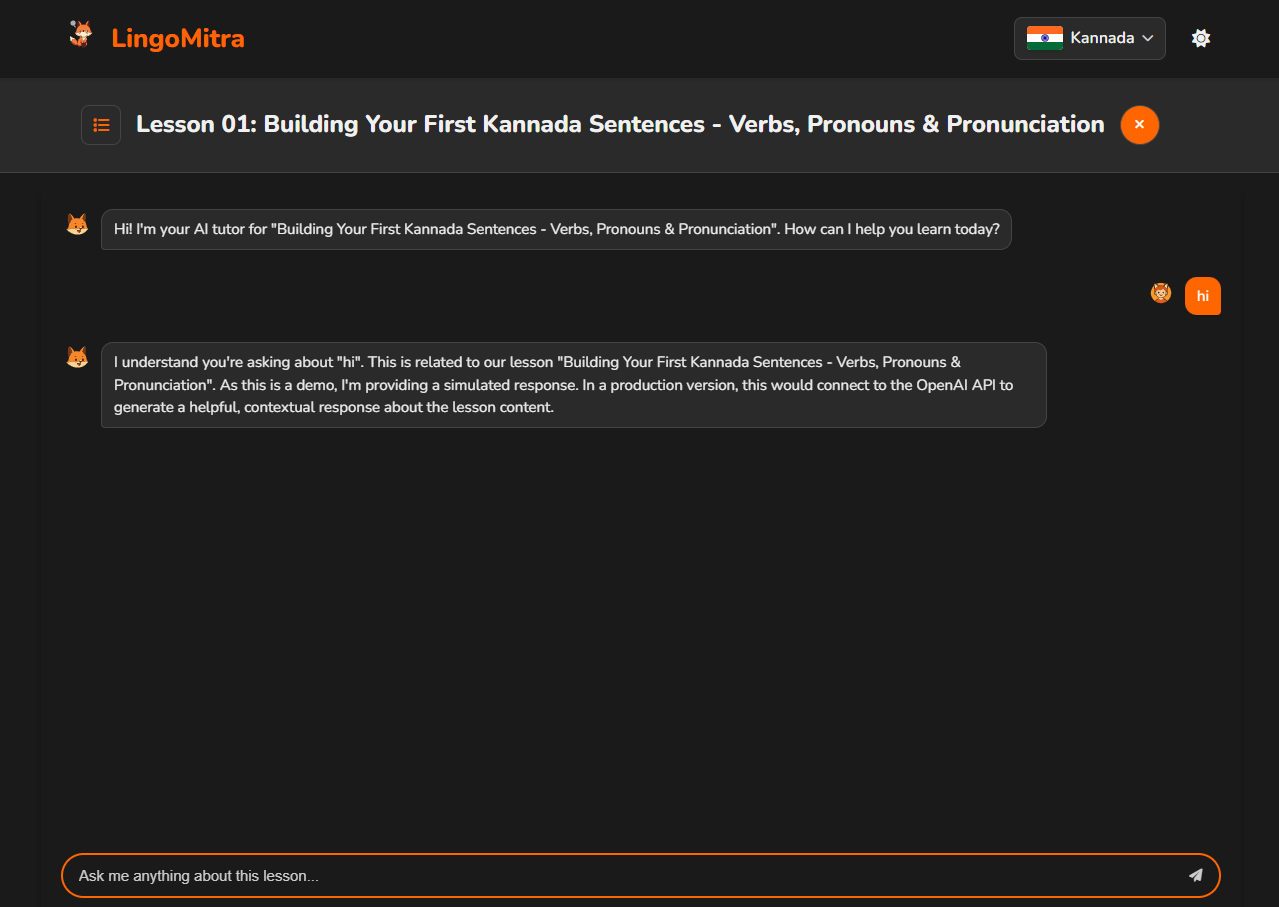 LingoMitra
Kannada
Lesson 01: Building Your First Kannada Sentences - Verbs, Pronouns & Pronunciation
Hi! I'm your AI tutor for "Building Your First Kannada Sentences - Verbs, Pronouns & Pronunciation". How can I help you learn today?
hi
I understand you're asking about "hi". This is related to our lesson "Building Your First Kannada Sentences - Verbs, Pronouns &
Pronunciation". As this is a demo, I'm providing a simulated response. In a production version, this would connect to the OpenAI API to
generate a helpful, contextual response about the lesson content.
Ask me anything about this lesson...